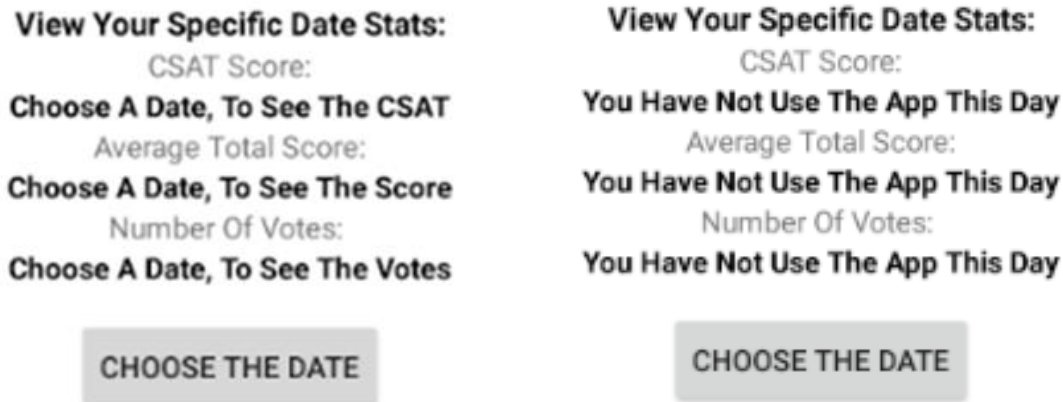 View Your Specific Date Stats:
CSAT Score:
Choose A Date, To See The CSAT
Average Total Score:
Choose A Date, To See The Score
Number Of Votes:
Choose A Date, To See The Votes
CHOOSE THE DATE
View Your Specific Date Stats:
CSAT Score:
You Have Not Use The App This Day
Average Total Score:
You Have Not Use The App This Day
Number Of Votes:
You Have Not Use The App This Day
CHOOSE THE DATE